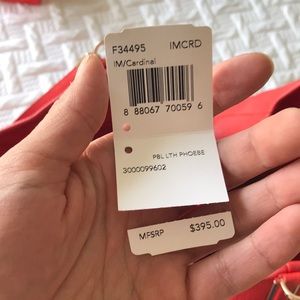 F34495 IMCRD
IM/Cardinal
8 88067 70059 6
PBL LTH PHOEBE
3000099602
MFSRP $395.00